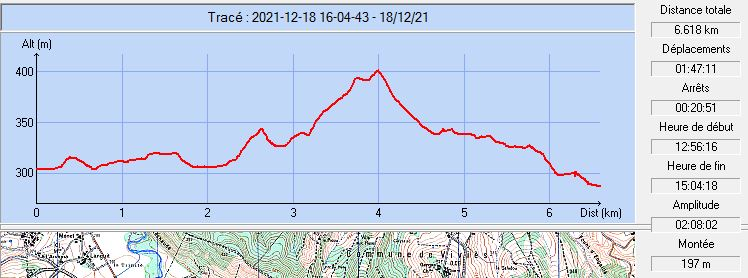 Tracé : 2021-12-18 16-04-43 - 18/12/21
Alt (m)
400
350
300
0 1 2 3 4 5 6 Dist (km)
Distance totale
6.618 km
Déplacements
01:47:11
Arrêts
00:20:51
Heure de début
12:56:16
Heure de fin
15:04:18
Amplitude
02:08:02
Montée
197 m
Commune de Viviès